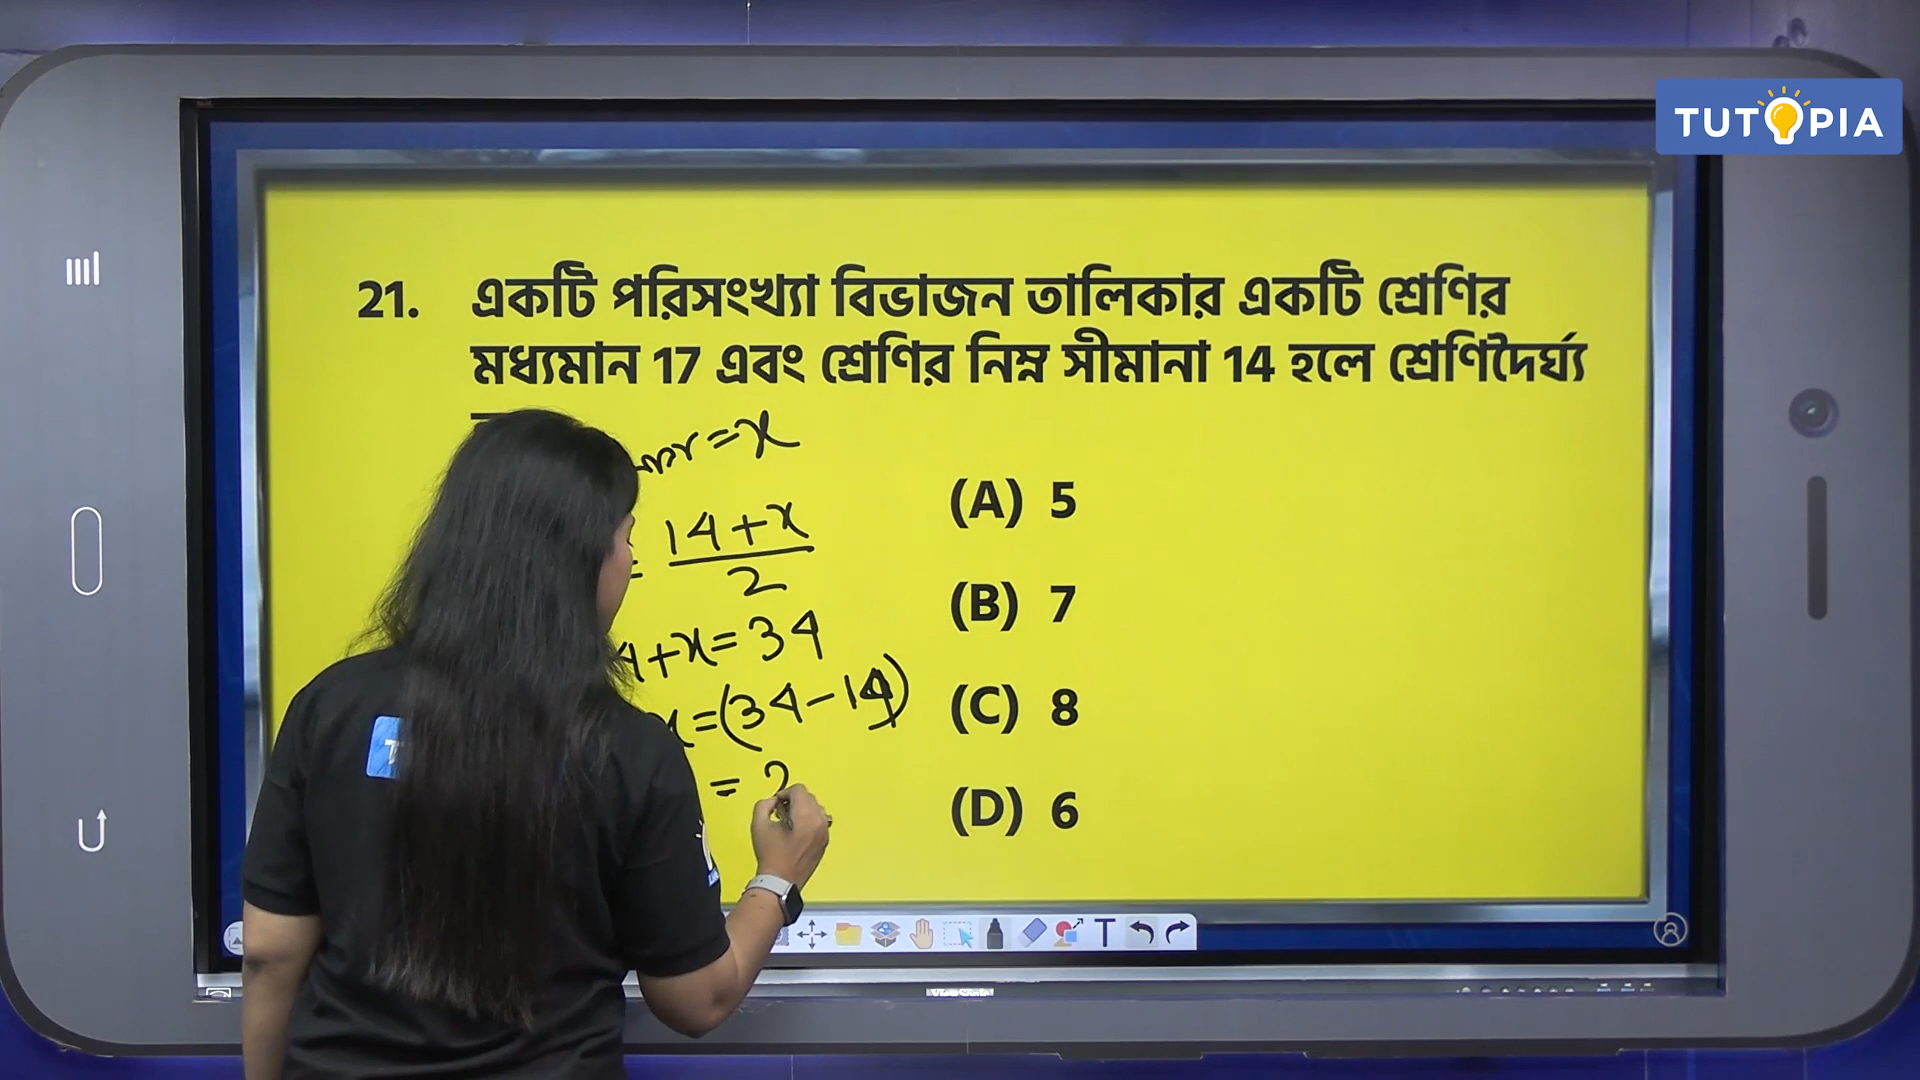 TUTOPIA
21. একটি পরিসংখ্যা বিভাজন তালিকার একটি শ্রেণির
মধ্যমান 17 এবং শ্রেণির নিম্ন সীমানা 14 হলে শ্রেণিদৈর্ঘ্য
= x
= 14 + x / 2
4 + x = 34
x = (34 - 14)
= 2
(A) 5
(B) 7
(C) 8
(D) 6
T